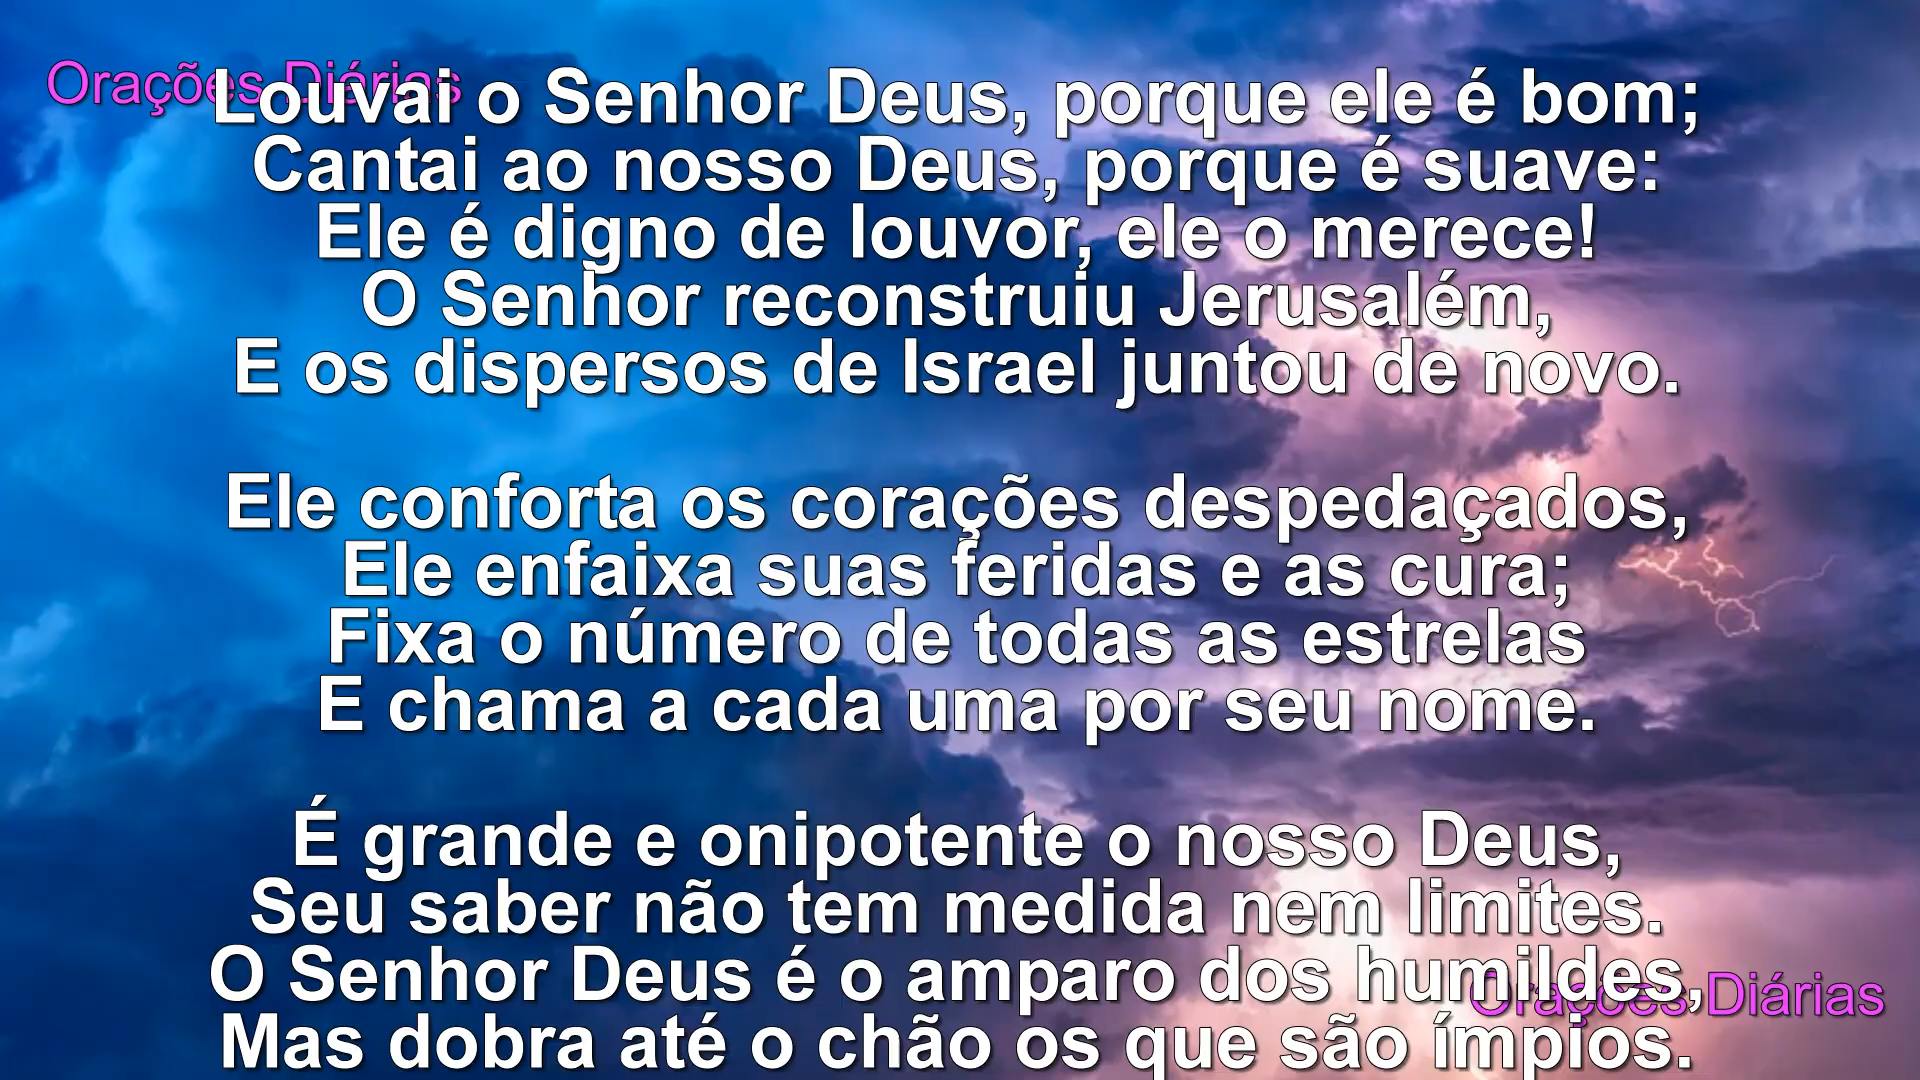 Orações Diárias
Louvai o Senhor Deus, porque ele é bom;
Cantai ao nosso Deus, porque é suave:
Ele é digno de louvor, ele o merece!
O Senhor reconstruiu Jerusalém,
E os dispersos de Israel juntou de novo.
Ele conforta os corações despedaçados,
Ele enfaixa suas feridas e as cura;
Fixa o número de todas as estrelas
E chama a cada uma por seu nome.
É grande e onipotente o nosso Deus,
Seu saber não tem medida nem limites.
O Senhor Deus é o amparo dos humildes,
Orações Diárias
Mas dobra até o chão os que são ímpios.